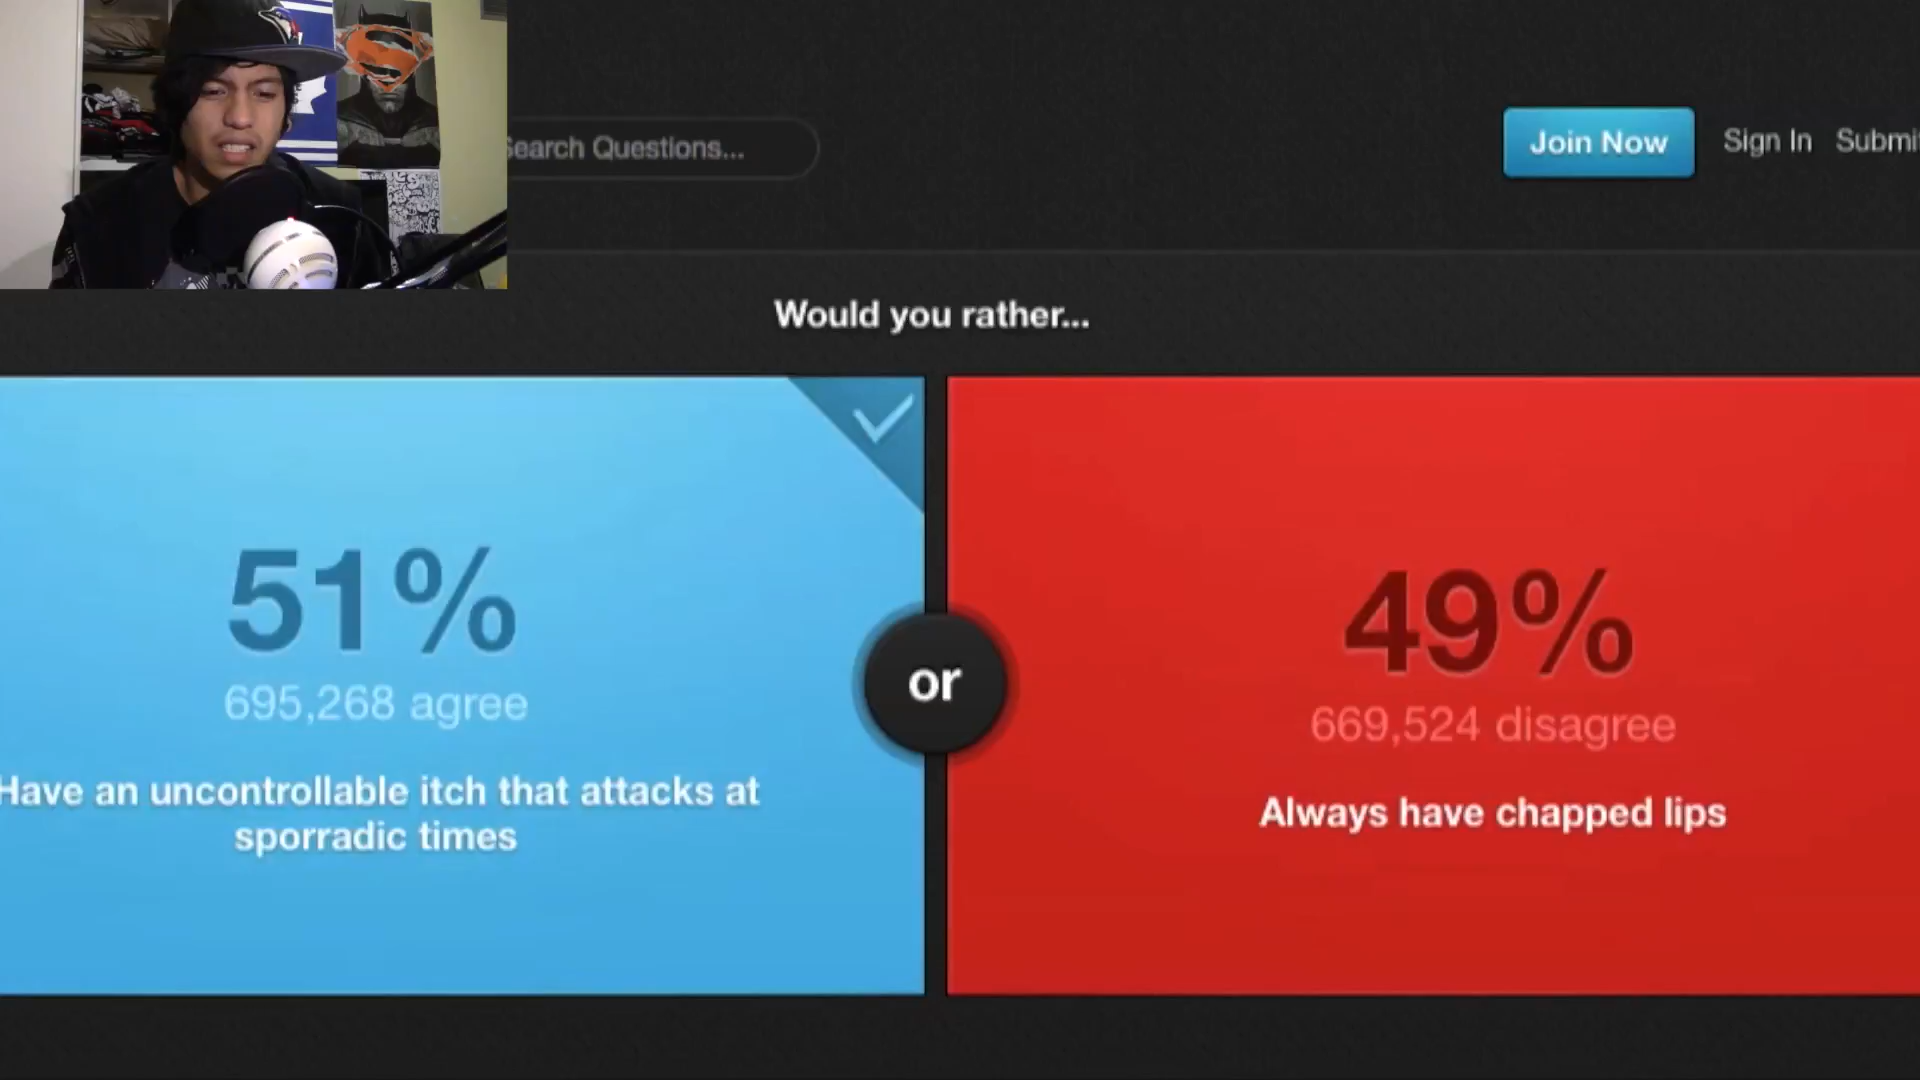 Search Questions...
Join Now
Sign In
Submit
Would you rather...
51%
695,268 agree
Have an uncontrollable itch that attacks at
sporradic times
or
49%
669,524 disagree
Always have chapped lips